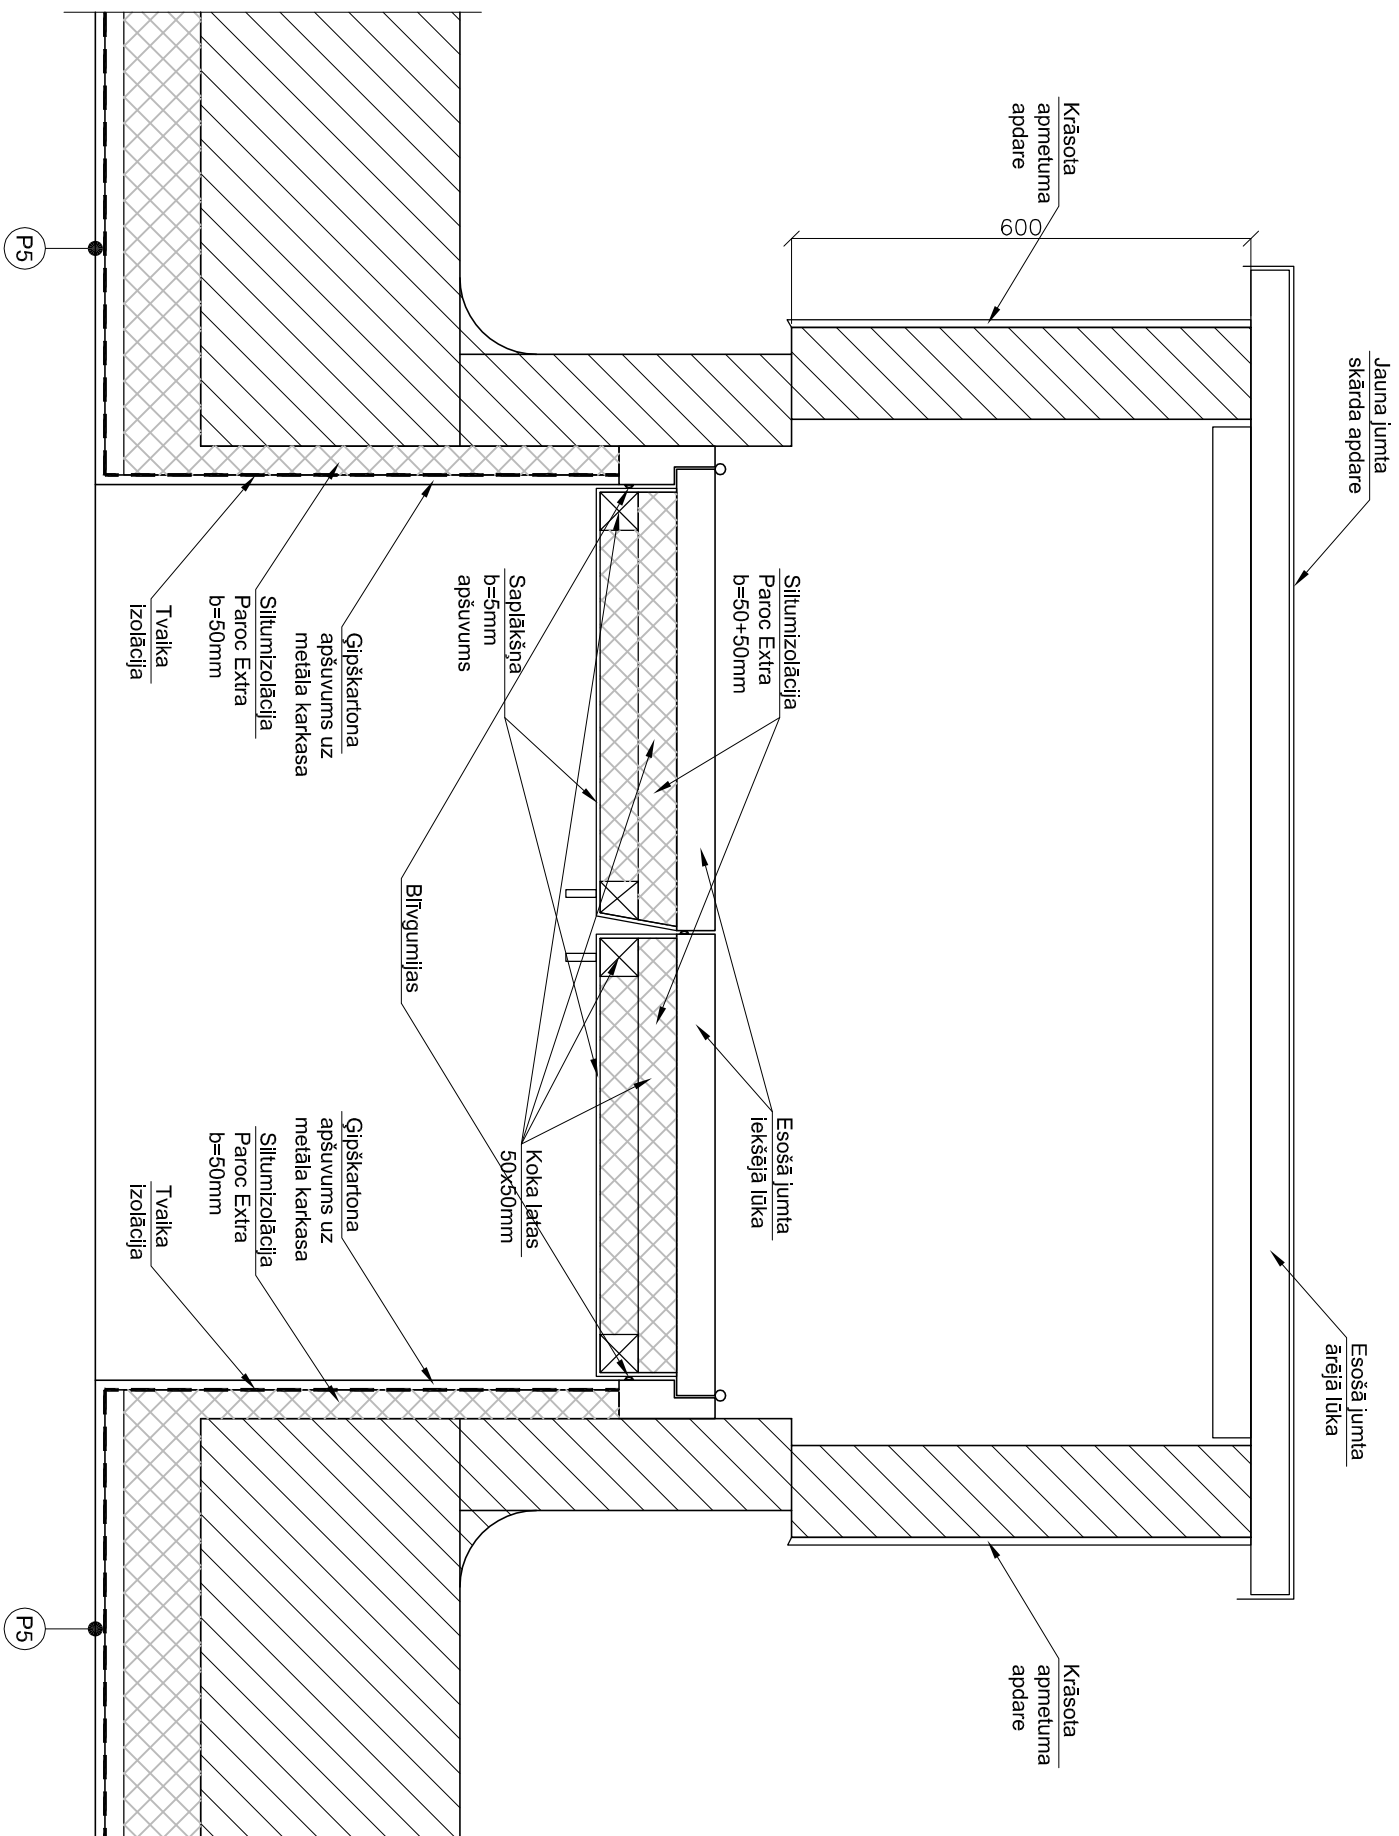 Jauna jumta
skārda apdare
Esošā jumta
ārējā lūka
Krāsota
apmetuma
apdare
600
Krāsota
apmetuma
apdare
Siltumizolācija
Paroc Extra
b=50+50mm
Esošā jumta
iekšējā lūka
Saplākšņa
b=5mm
apšuvums
Koka latas
50x50mm
Blīvgumijas
Ģipškartona
apšuvums uz
metāla karkasa
Siltumizolācija
Paroc Extra
b=50mm
Tvaika
izolācija
Ģipškartona
apšuvums uz
metāla karkasa
Siltumizolācija
Paroc Extra
b=50mm
Tvaika
izolācija
P5
P5